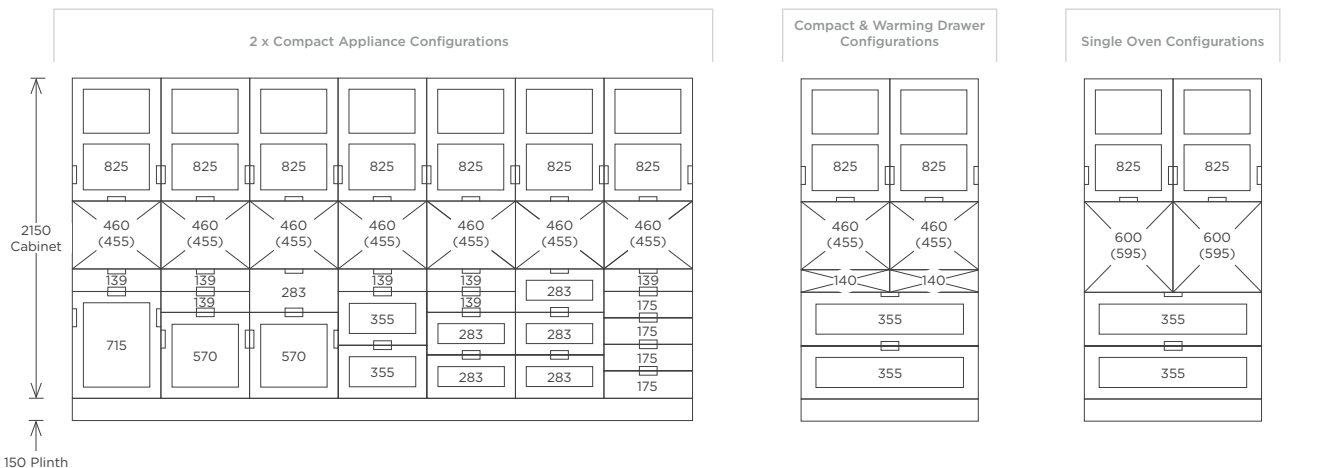 2 x Compact Appliance Configurations
Compact & Warming Drawer
Configurations
Single Oven Configurations
825 825 825 825 825 825 825 825 825 825 825
2150
Cabinet
460 460 460 460 460 460 460 460 460
(455) (455) (455) (455) (455) (455) (455) (455) (455)
600 600
(595) (595)
139 139 283 139 139 283 139
140 140
139 139 175
715 570 570 355 283 283 175
355 283 283 175
175
355 355
355 355
150 Plinth